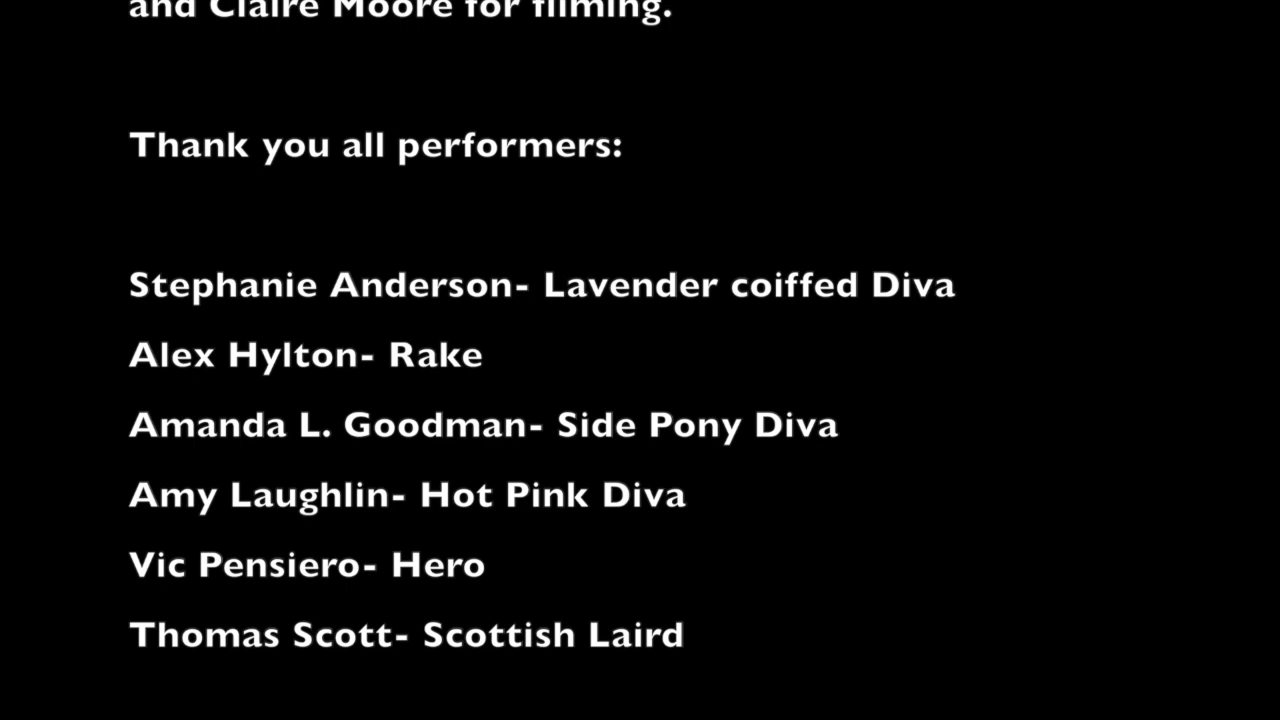 and Claire Moore for filming.
Thank you all performers:
Stephanie Anderson- Lavender coiffed Diva
Alex Hylton- Rake
Amanda L. Goodman- Side Pony Diva
Amy Laughlin- Hot Pink Diva
Vic Pensiero- Hero
Thomas Scott- Scottish Laird